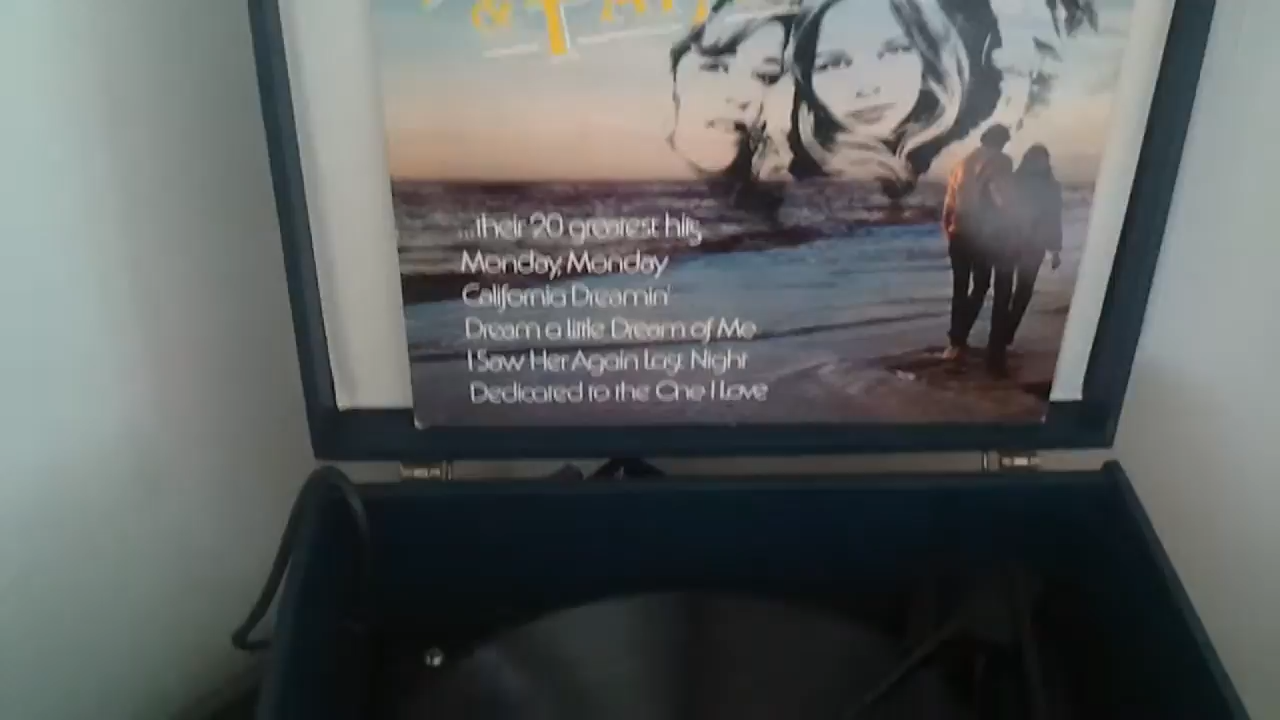 &
...their 20 greatest hits
Monday, Monday
California Dreamin'
Dream a little Dream of Me
I Saw Her Again Last Night
Dedicated to the One I Love